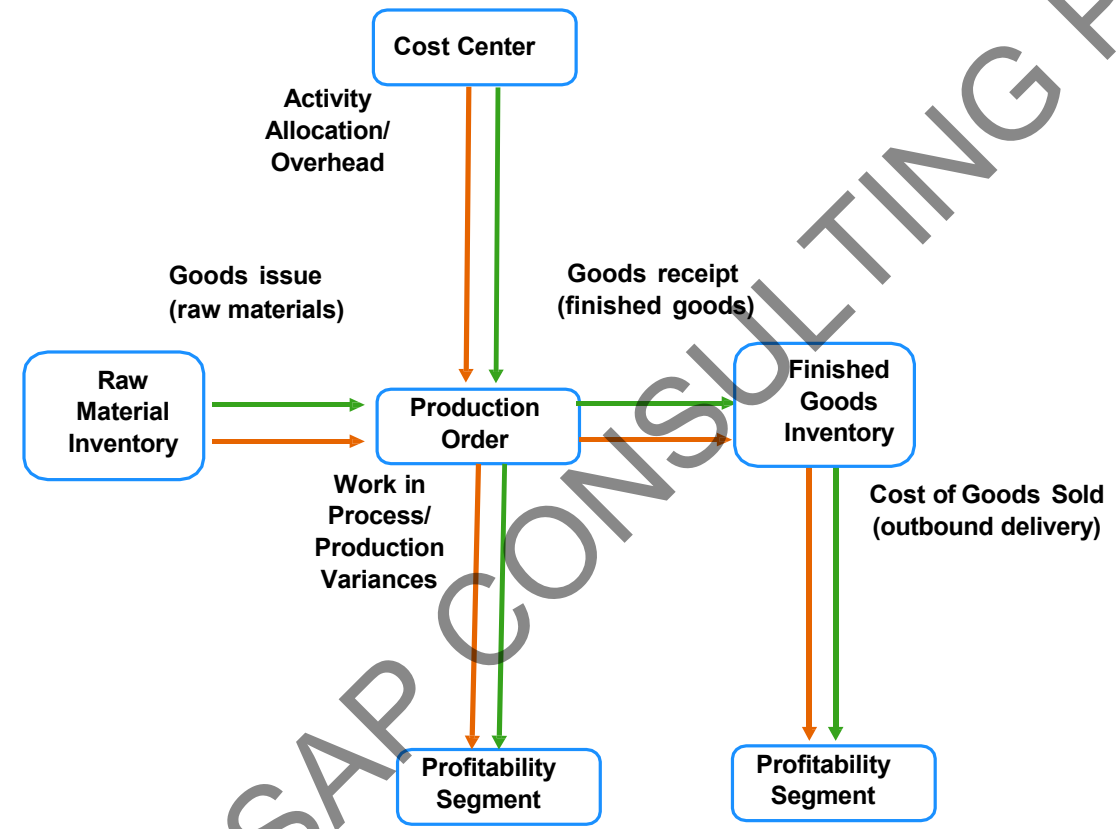 Cost Center
Activity
Allocation/
Overhead
Goods issue
(raw materials)
Goods receipt
(finished goods)
Raw
Material
Inventory
Production
Order
Finished
Goods
Inventory
Work in
Process/
Production
Variances
Cost of Goods Sold
(outbound delivery)
Profitability
Segment
Profitability
Segment
SAP CONSULTING